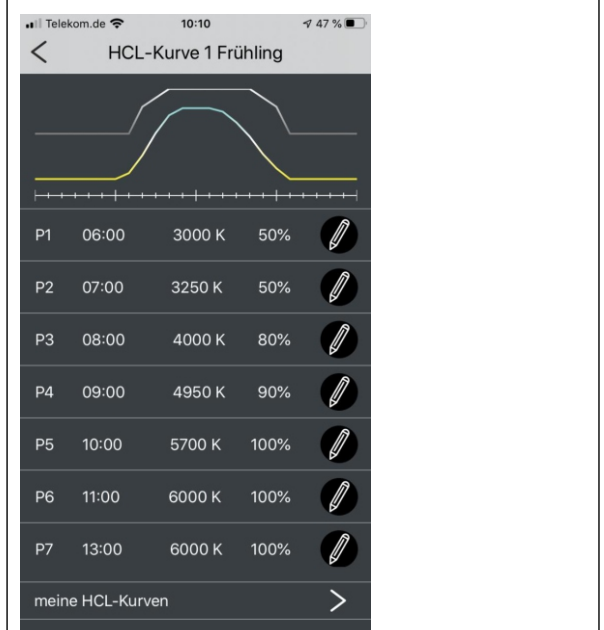 Telekom.de 10:10 47 %
HCL-Kurve 1 Frühling
P1 06:00 3000 K 50%
P2 07:00 3250 K 50%
P3 08:00 4000 K 80%
P4 09:00 4950 K 90%
P5 10:00 5700 K 100%
P6 11:00 6000 K 100%
P7 13:00 6000 K 100%
meine HCL-Kurven